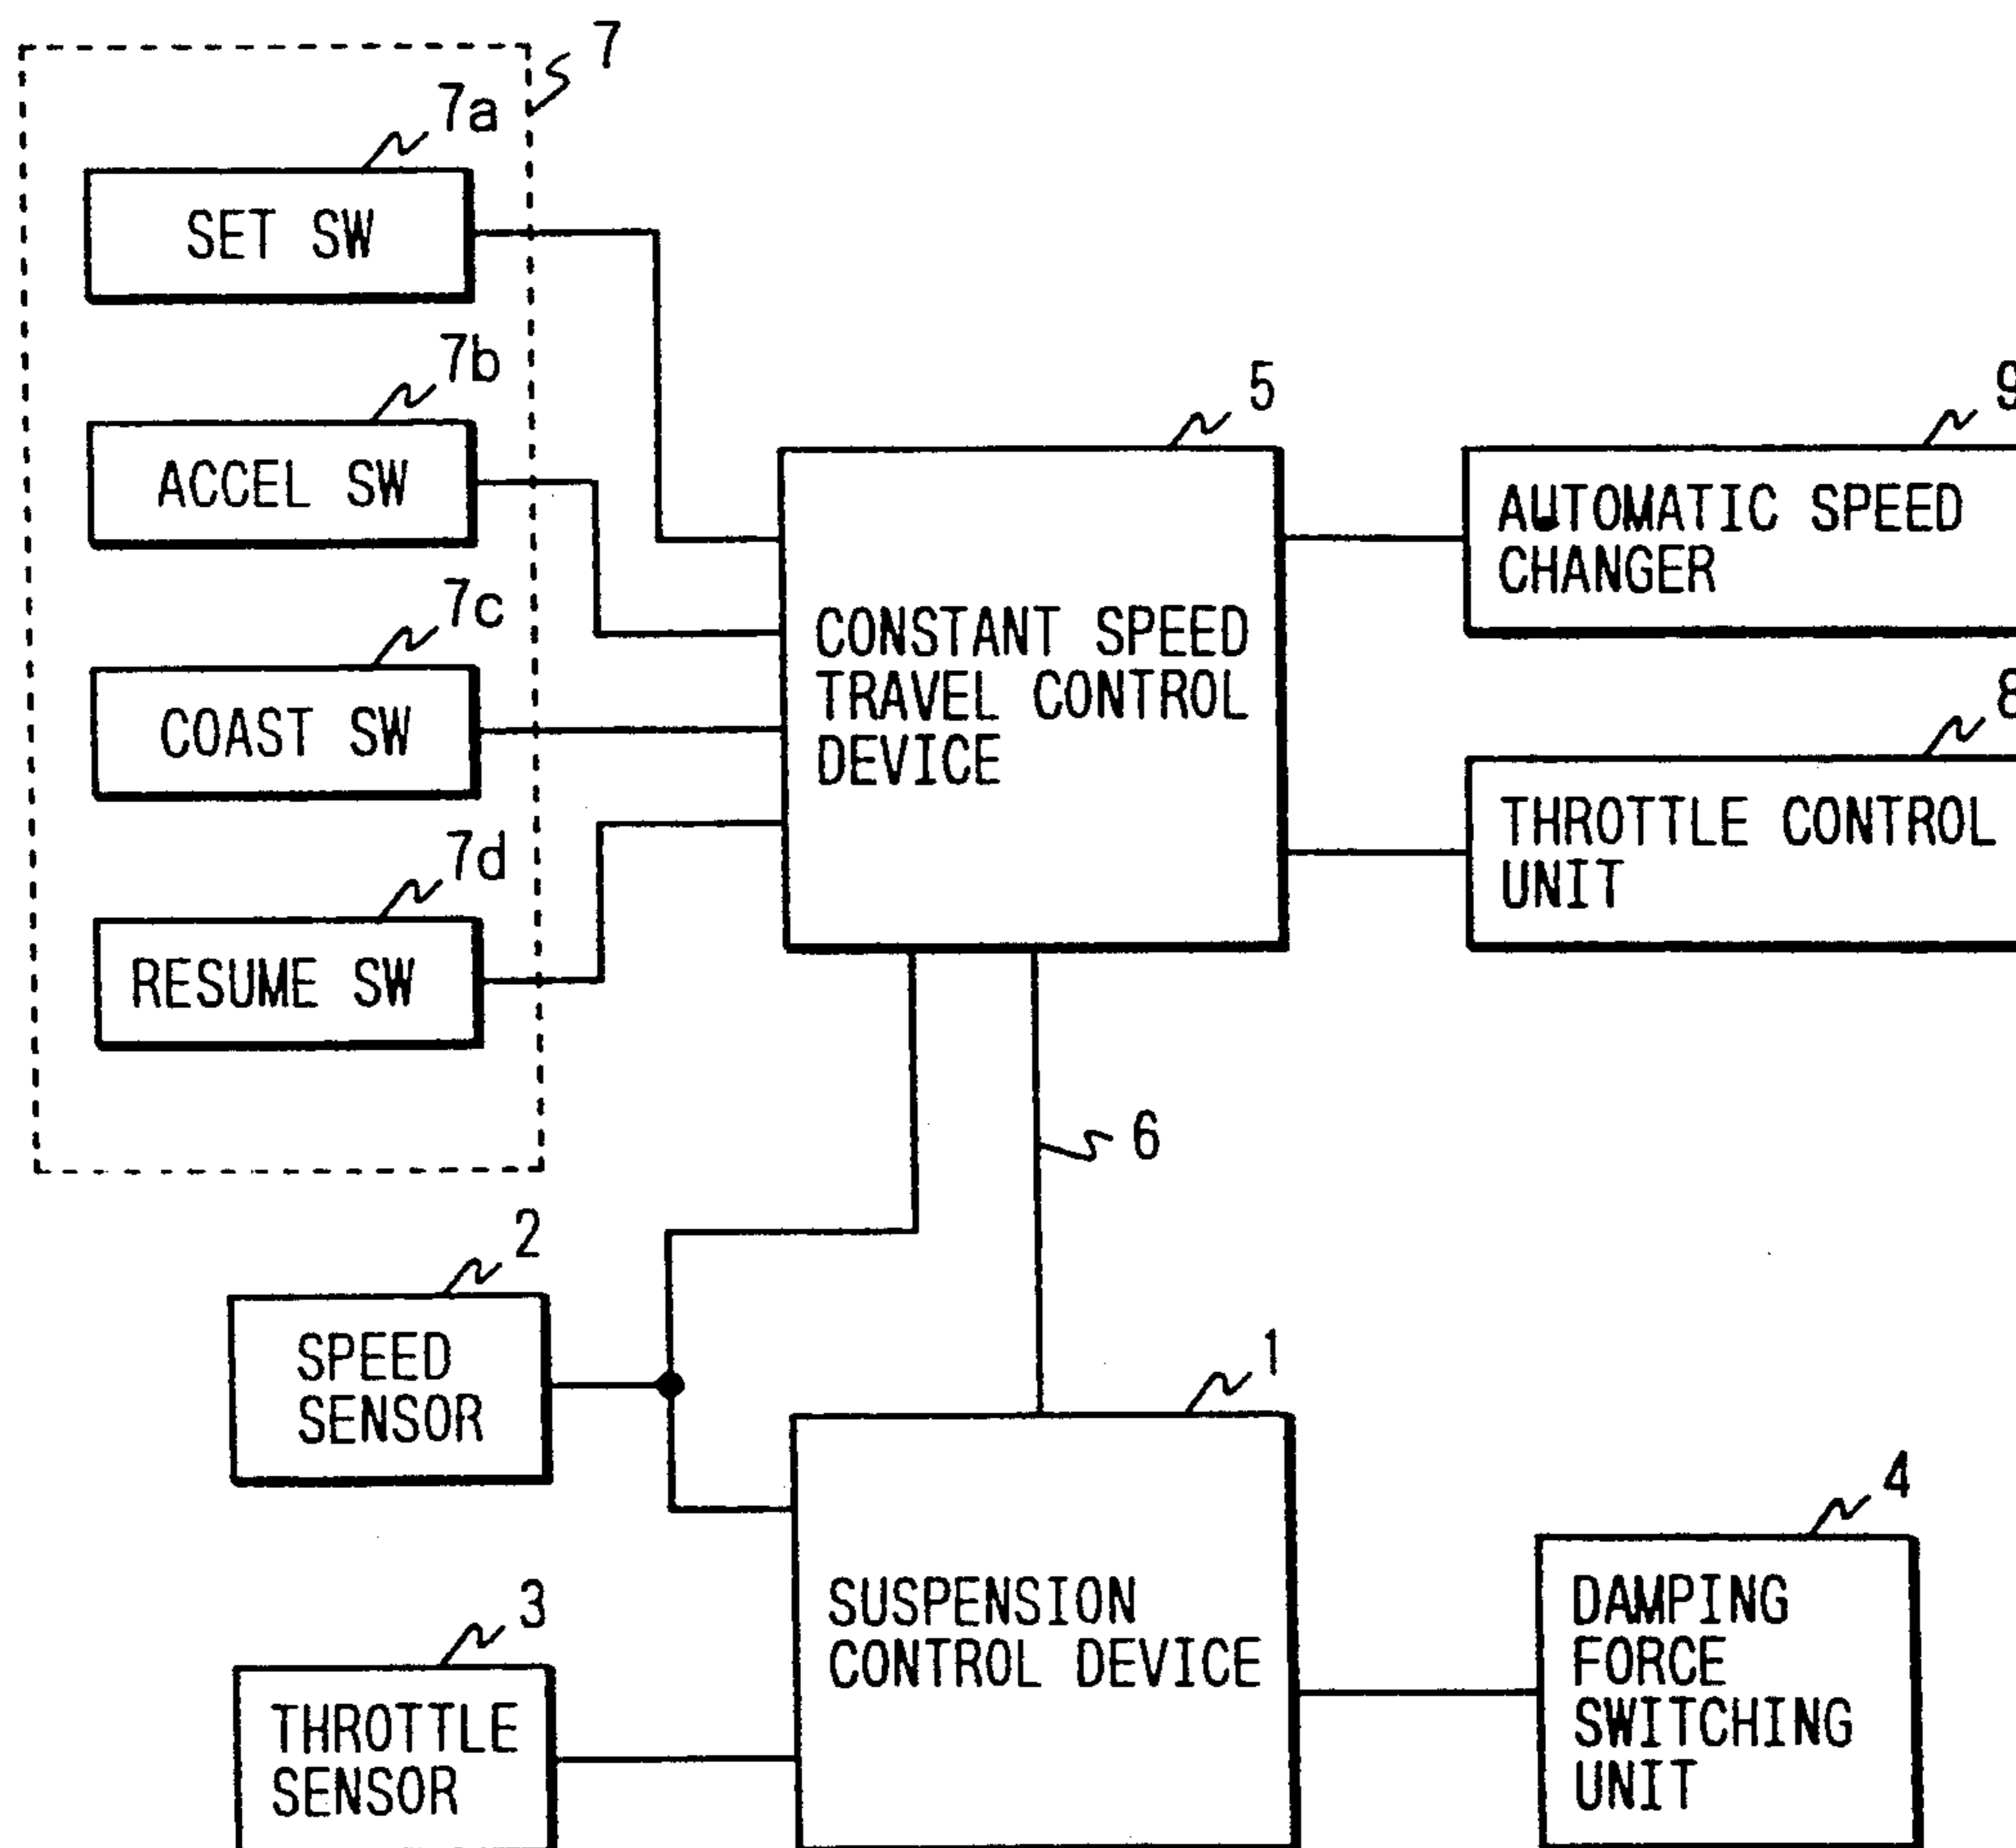 7
7a
SET SW
7b
ACCEL SW
7c
COAST SW
7d
RESUME SW
5
CONSTANT SPEED
TRAVEL CONTROL
DEVICE
9
AUTOMATIC SPEED
CHANGER
8
THROTTLE CONTROL
UNIT
6
2
SPEED
SENSOR
1
SUSPENSION
CONTROL DEVICE
3
THROTTLE
SENSOR
4
DAMPING
FORCE
SWITCHING
UNIT